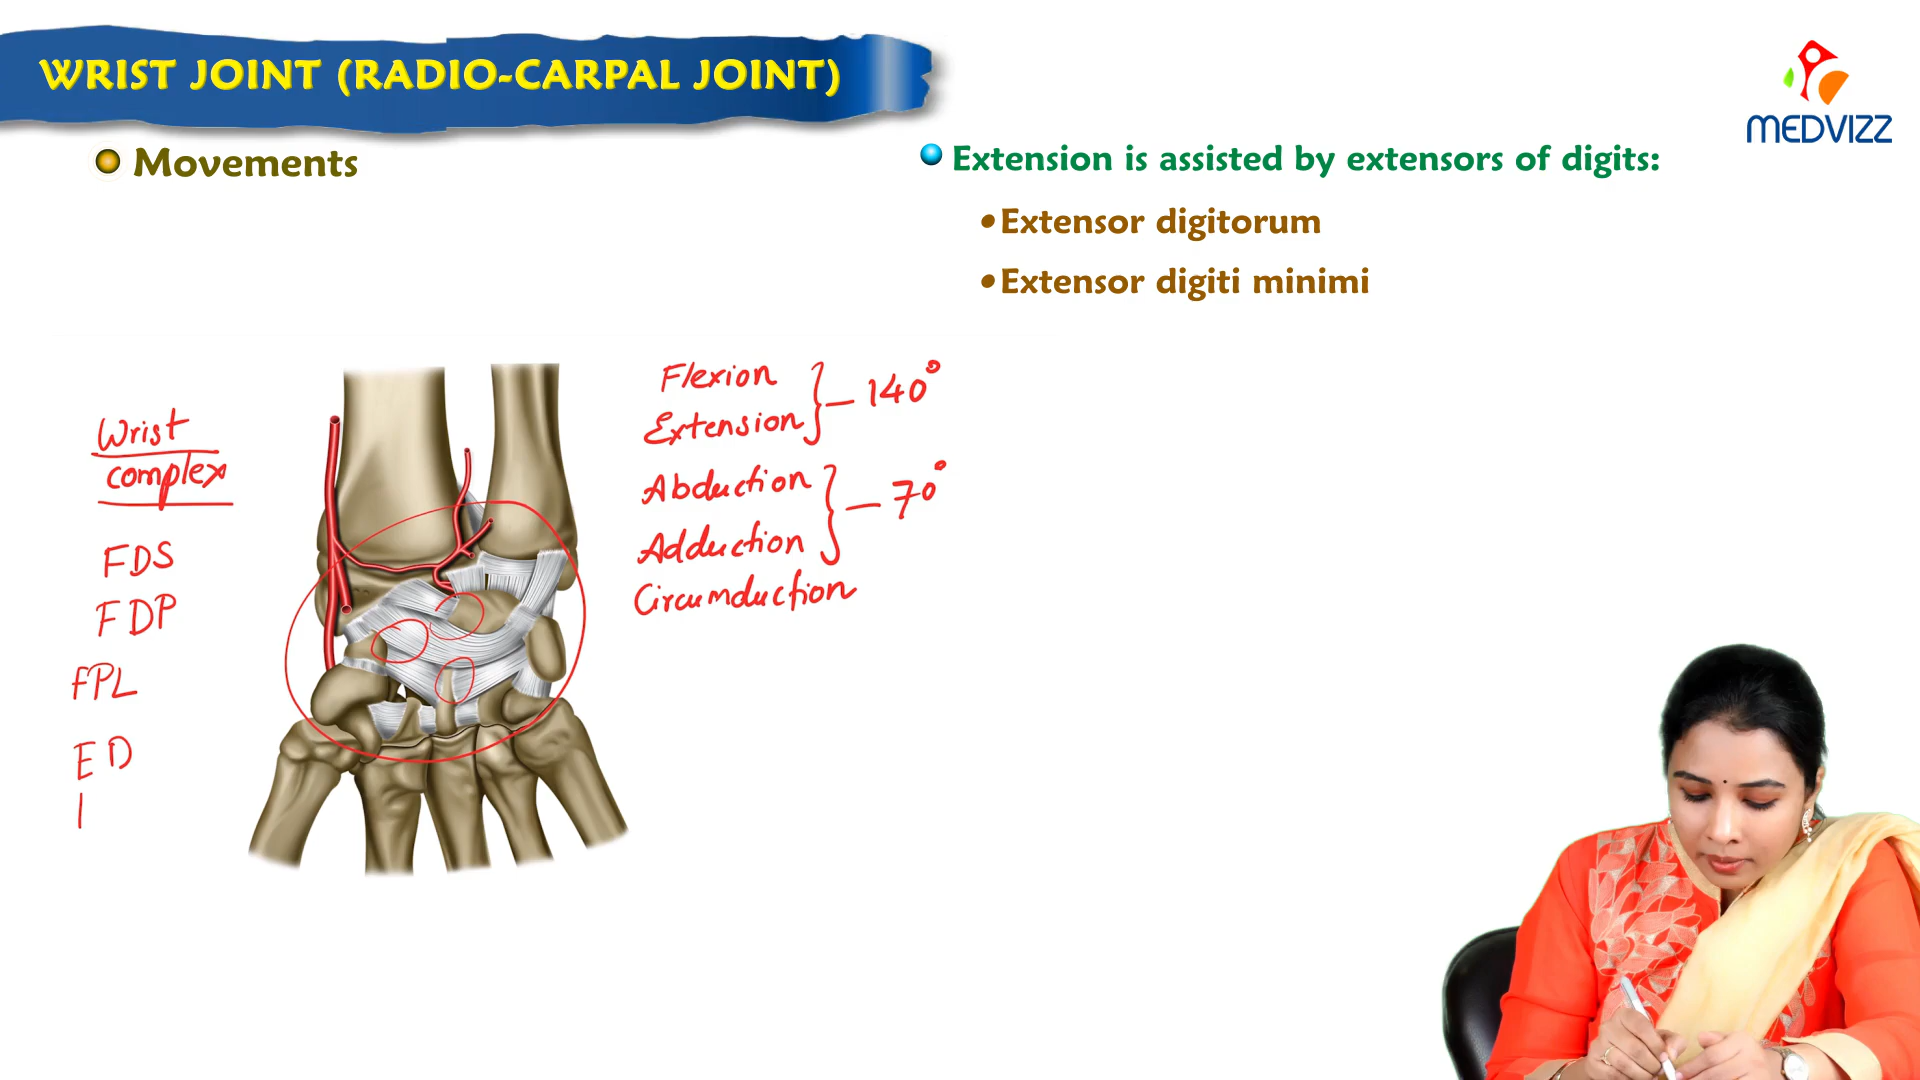 WRIST JOINT (RADIO-CARPAL JOINT)
MEDVIZZ
Movements
Extension is assisted by extensors of digits:
•Extensor digitorum
•Extensor digiti minimi
Wrist
complex
FDS
FDP
FPL
ED
Flexion
Extension
— 140°
Abduction
Adduction
— 70°
Circumduction